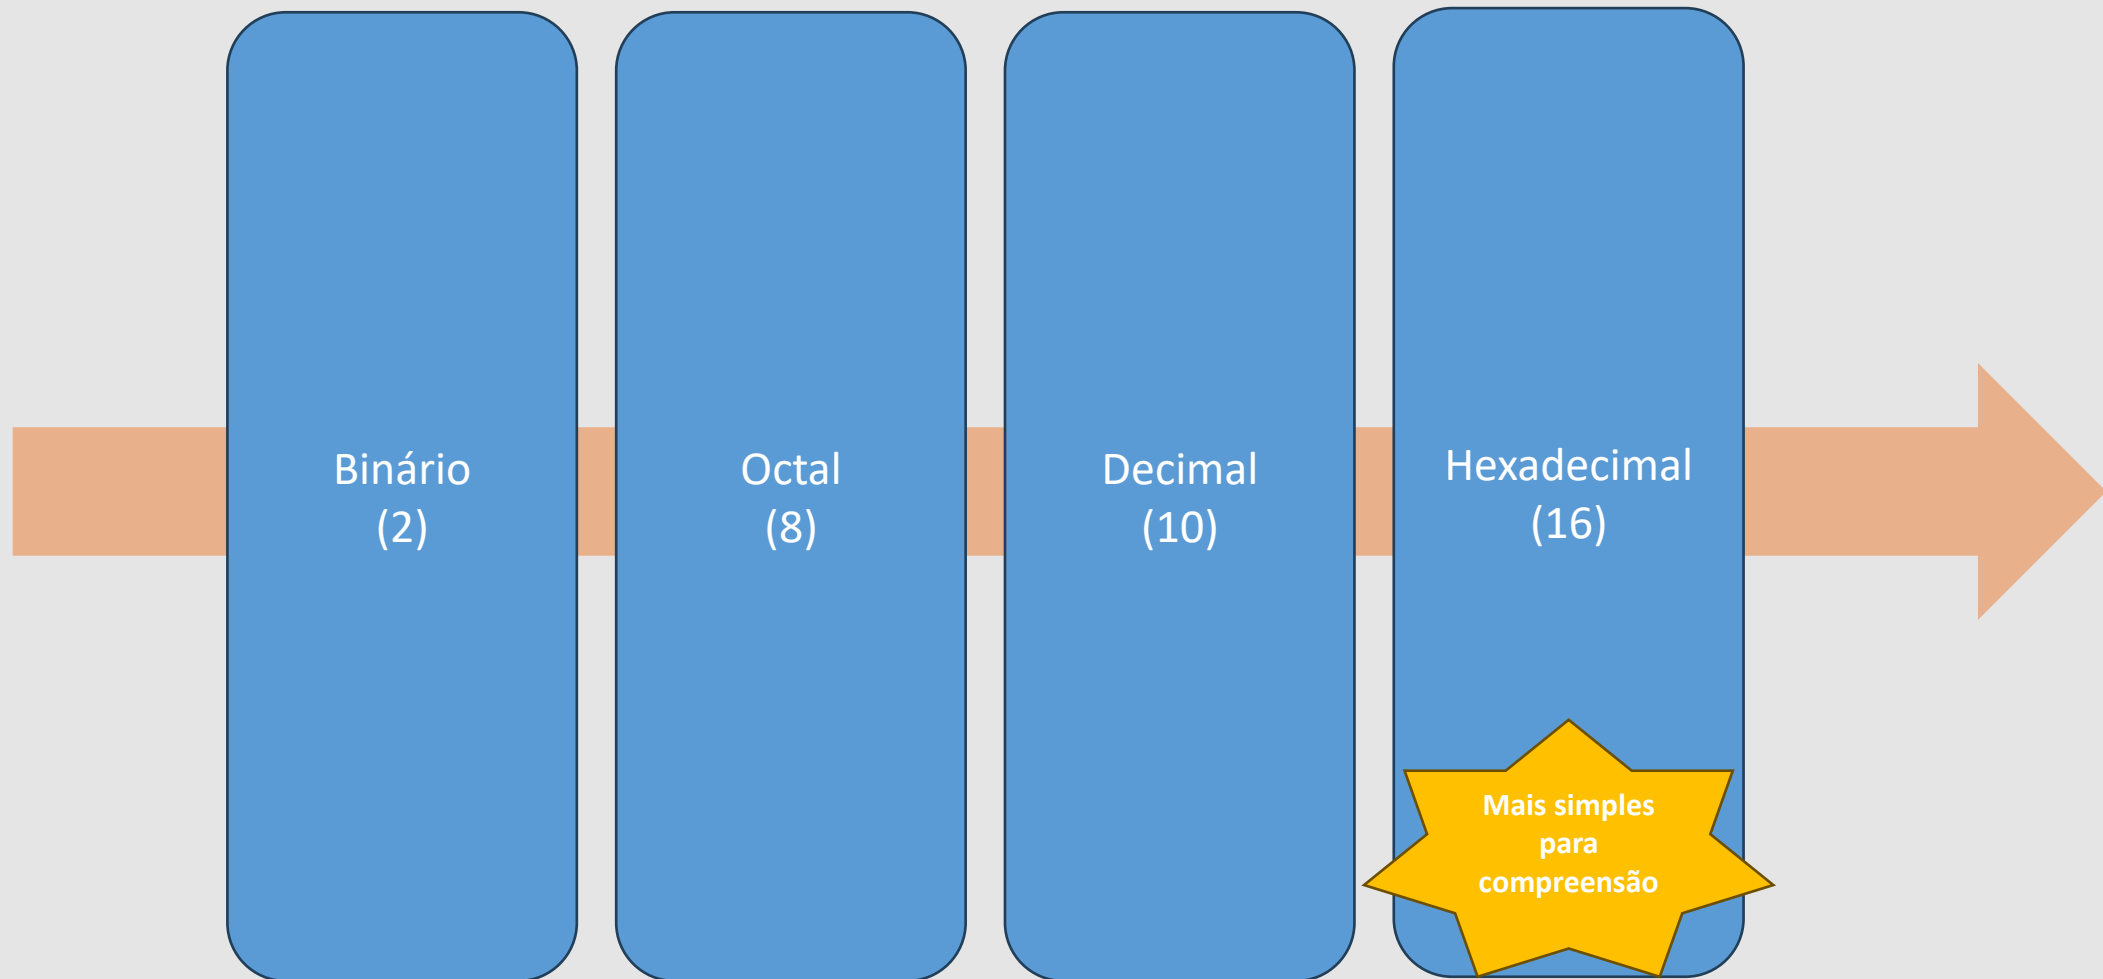 Binário
(2)
Octal
(8)
Decimal
(10)
Hexadecimal
(16)
Mais simples
para
compreensão